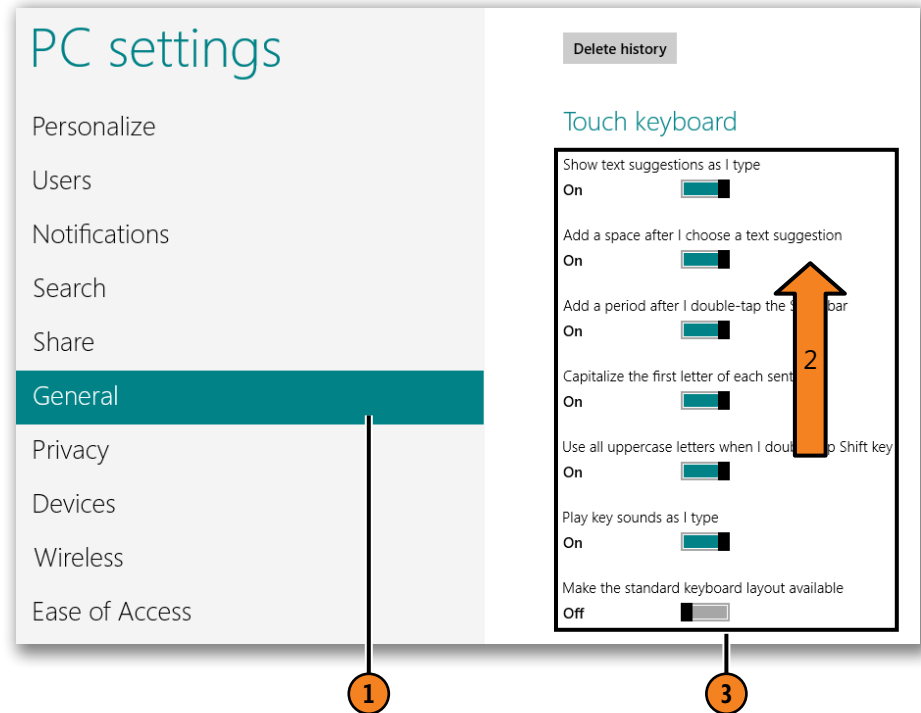 PC settings
Personalize
Users
Notifications
Search
Share
General
Privacy
Devices
Wireless
Ease of Access
Delete history
Touch keyboard
Show text suggestions as I type
On
Add a space after I choose a text suggestion
On
Add a period after I double-tap the S bar
On
Capitalize the first letter of each sent
On
Use all uppercase letters when I doub p Shift key
On
Play key sounds as I type
On
Make the standard keyboard layout available
Off
2
1
3